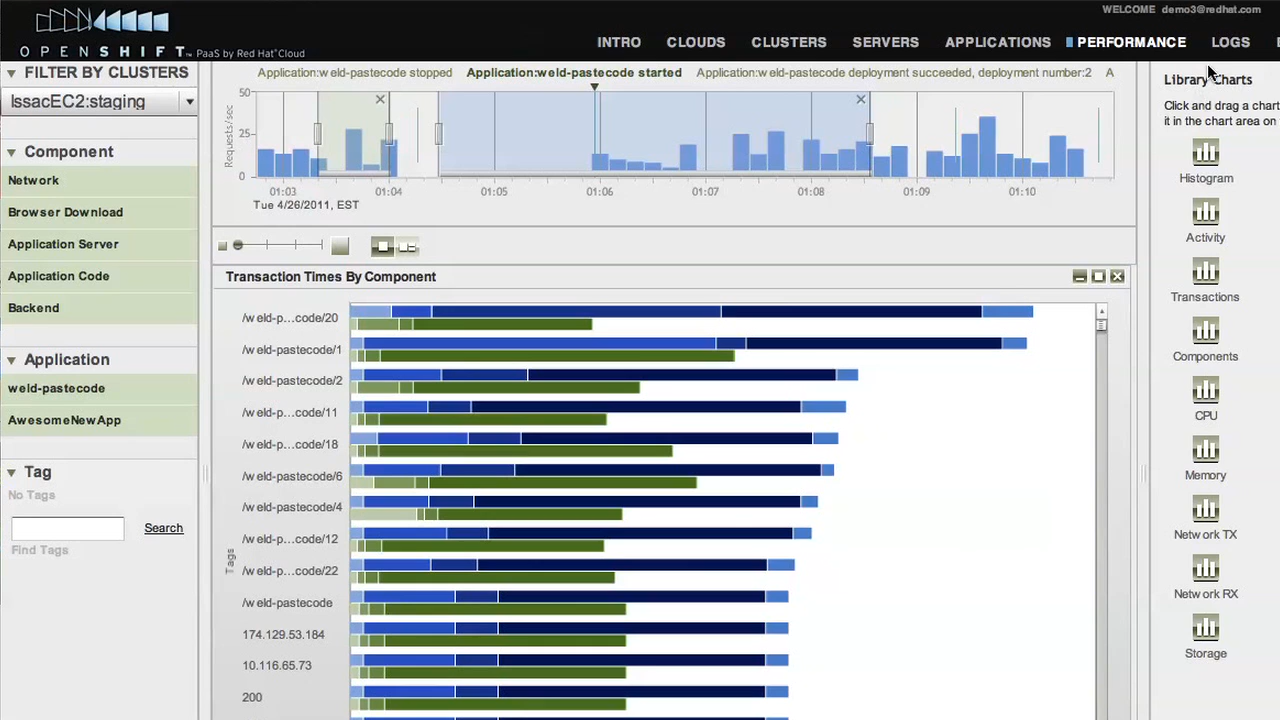 WELCOME demo3@redhat.com
OPENSHIFT™ PaaS by Red Hat® Cloud
INTRO CLOUDS CLUSTERS SERVERS APPLICATIONS PERFORMANCE LOGS
FILTER BY CLUSTERS
IssacEC2:staging
Component
Network
Browser Download
Application Server
Application Code
Backend
Application
weld-pastecode
AwesomeNewApp
Tag
No Tags
Search
Find Tags
Application:weld-pastecode stopped Application:weld-pastecode started Application:weld-pastecode deployment succeeded, deployment number:2 A
Requests/sec
50
25
0
01:03 01:04 01:05 01:06 01:07 01:08 01:09 01:10
Tue 4/26/2011, EST
Transaction Times By Component
Tags
/weld-p...code/20
/weld-pastecode/1
/weld-pastecode/2
/weld-p...code/11
/weld-p...code/18
/weld-pastecode/6
/weld-pastecode/4
/weld-p...code/12
/weld-p...code/22
/weld-pastecode
174.129.53.184
10.116.65.73
200
Library Charts
Click and drag a chart
it in the chart area on
Histogram
Activity
Transactions
Components
CPU
Memory
Network TX
Network RX
Storage